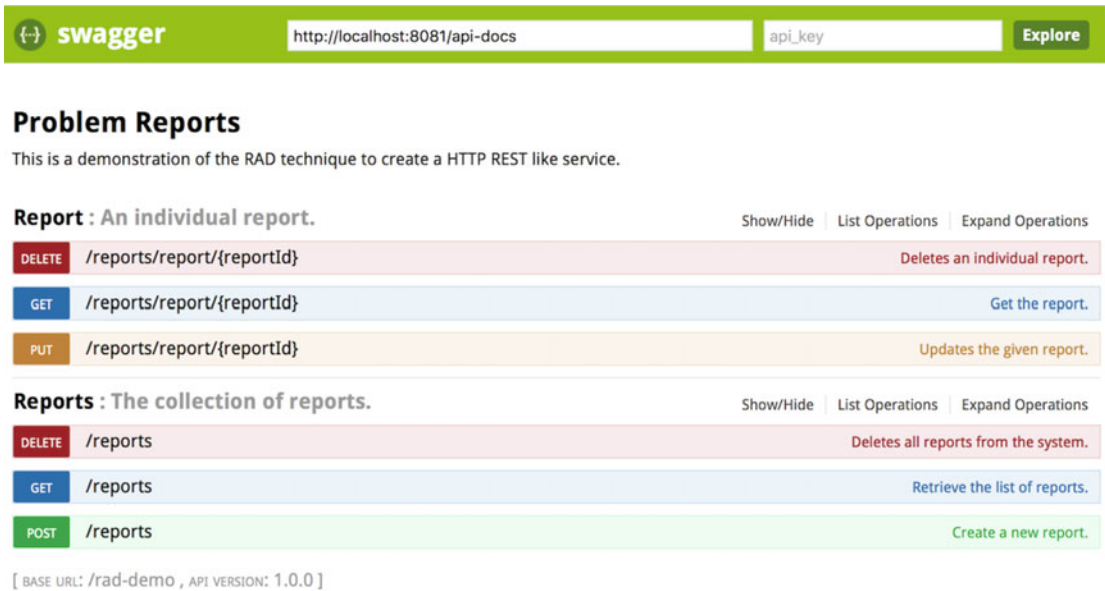 {···} swagger http://localhost:8081/api-docs api_key Explore
Problem Reports
This is a demonstration of the RAD technique to create a HTTP REST like service.
Report : An individual report. Show/Hide List Operations Expand Operations
DELETE /reports/report/{reportId} Deletes an individual report.
GET /reports/report/{reportId} Get the report.
PUT /reports/report/{reportId} Updates the given report.
Reports : The collection of reports. Show/Hide List Operations Expand Operations
DELETE /reports Deletes all reports from the system.
GET /reports Retrieve the list of reports.
POST /reports Create a new report.
[ BASE URL: /rad-demo , API VERSION: 1.0.0 ]